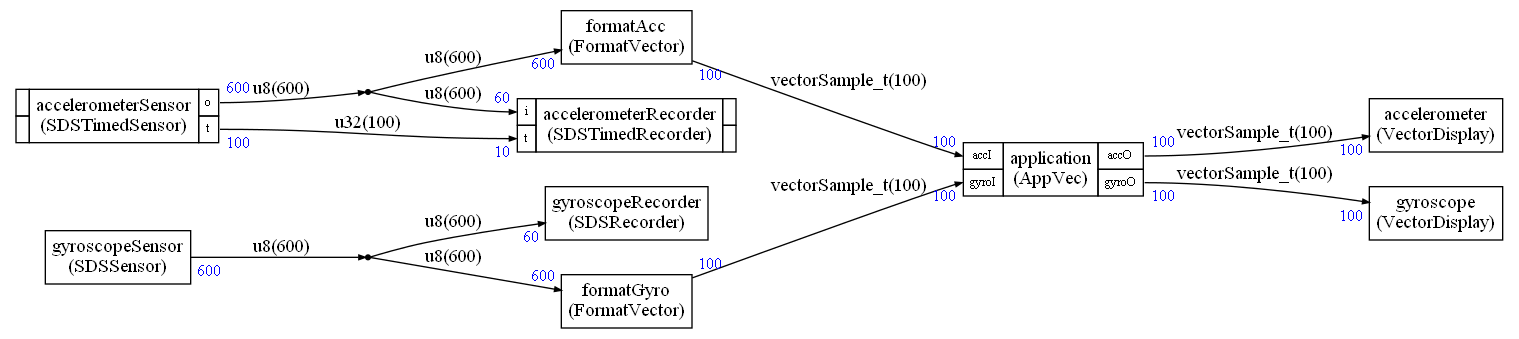 formatAcc
(FormatVector)
u8(600)
600
100
vectorSample_t(100)
600
u8(600)
accelerometerSensor
(SDSTimedSensor)
o
t
100
u8(600)
60
i
t
accelerometerRecorder
(SDSTimedRecorder)
u32(100)
10
100
accI
gyroI
application
(AppVec)
accO
gyroO
100
vectorSample_t(100)
100
accelerometer
(VectorDisplay)
100
vectorSample_t(100)
100
vectorSample_t(100)
100
gyroscope
(VectorDisplay)
gyroscopeRecorder
(SDSRecorder)
u8(600)
60
gyroscopeSensor
(SDSSensor)
u8(600)
600
u8(600)
600
100
formatGyro
(FormatVector)